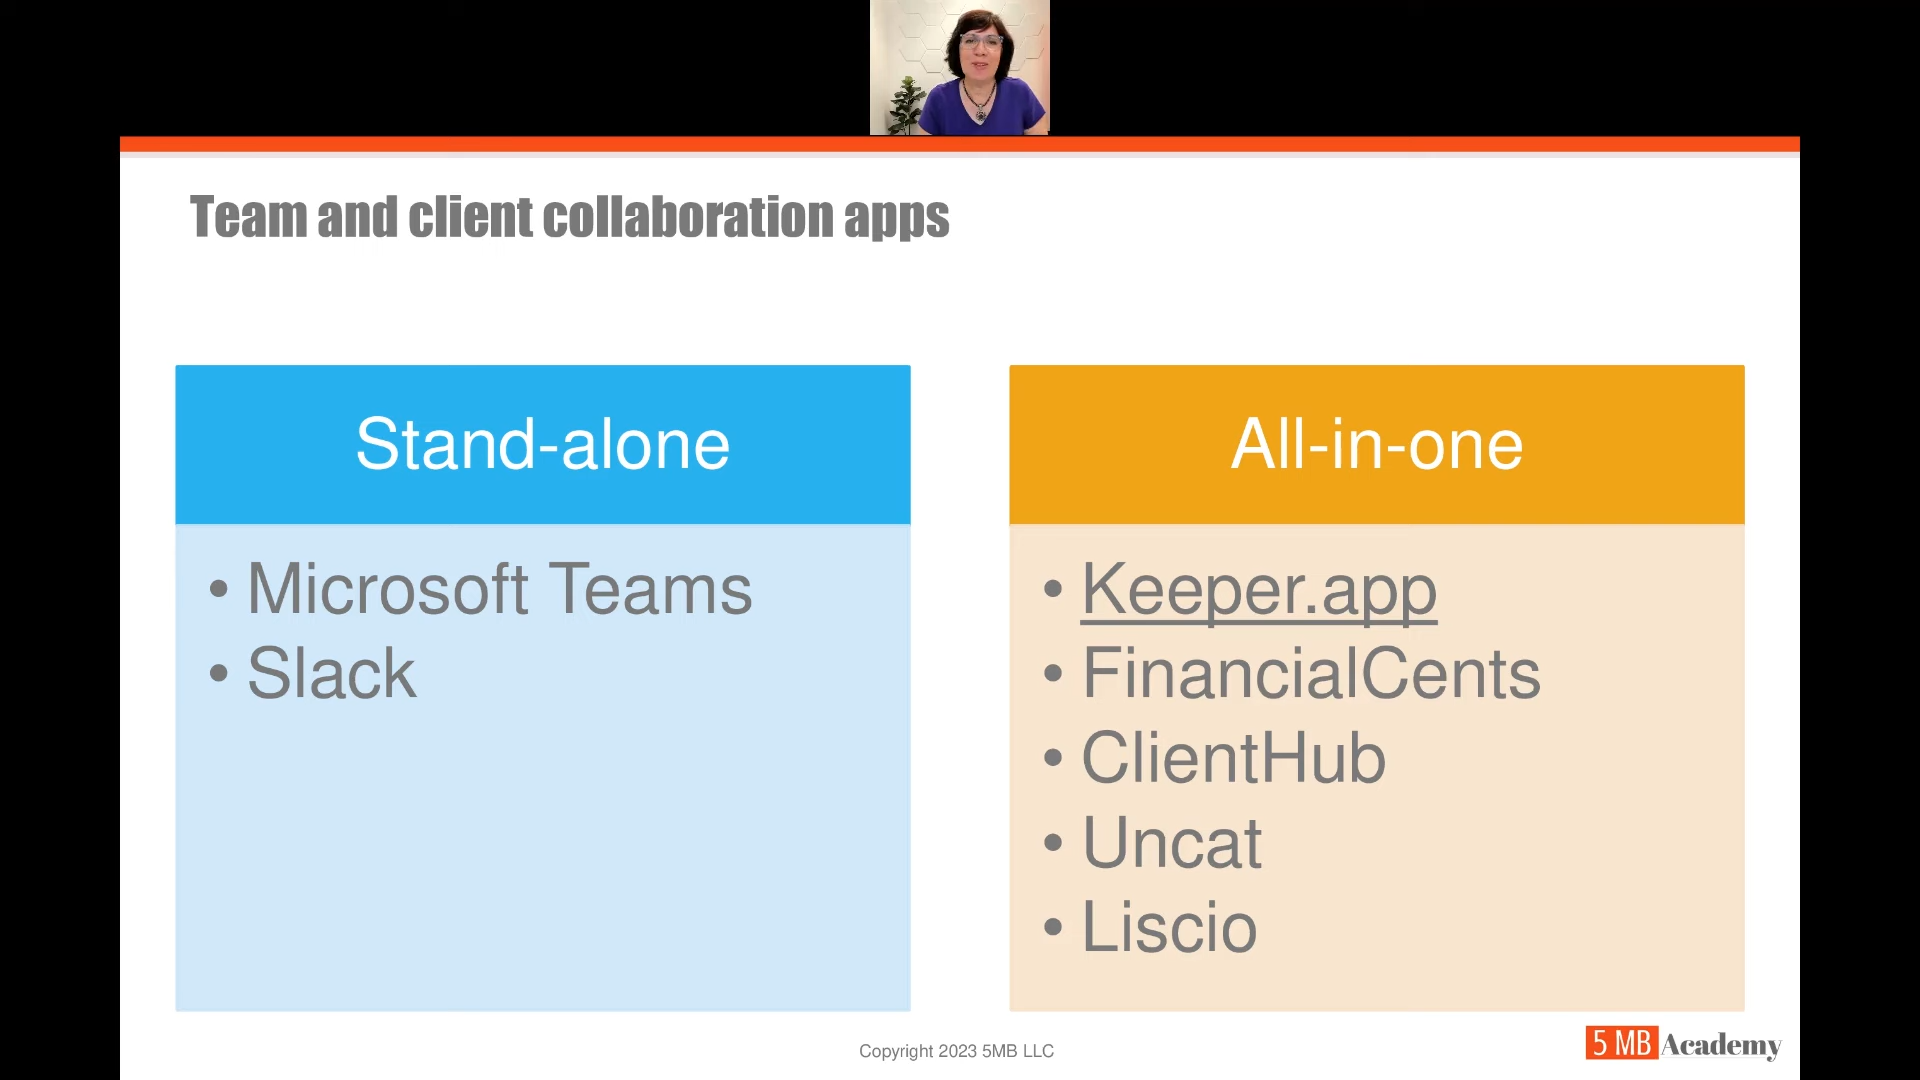 Team and client collaboration apps
Stand-alone
• Microsoft Teams
• Slack
All-in-one
• Keeper.app
• FinancialCents
• ClientHub
• Uncat
• Liscio
Copyright 2023 5MB LLC
5 MB Academy